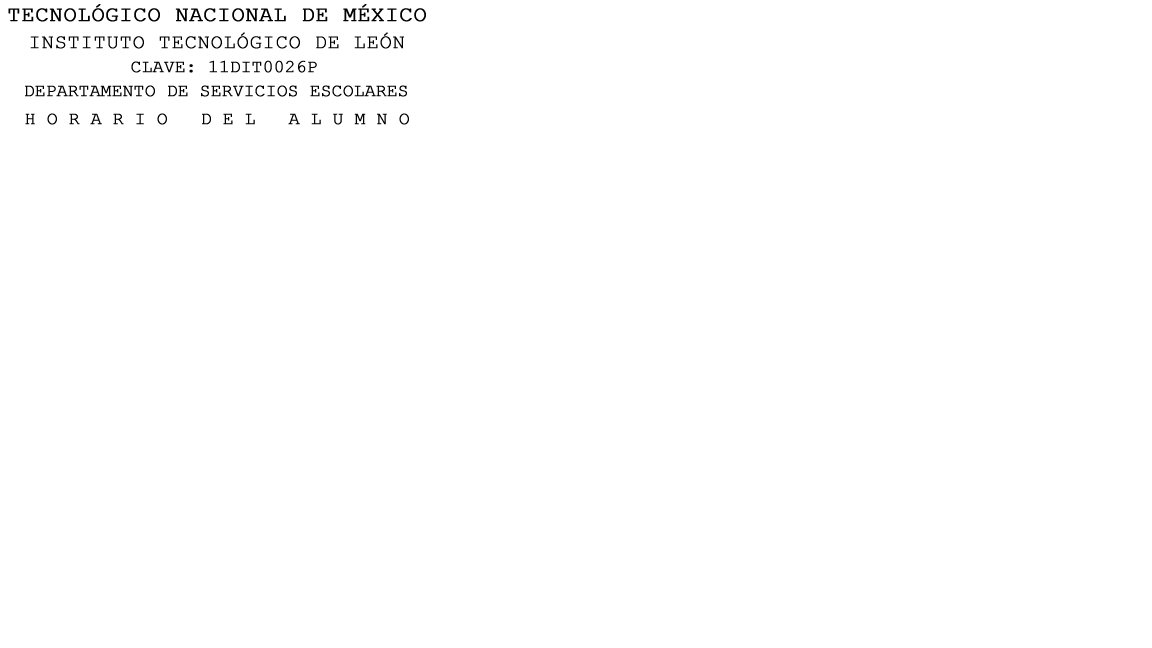 TECNOLÓGICO NACIONAL DE MÉXICO
INSTITUTO TECNOLÓGICO DE LEÓN
CLAVE: 11DIT0026P
DEPARTAMENTO DE SERVICIOS ESCOLARES
H O R A R I O   D E L   A L U M N O